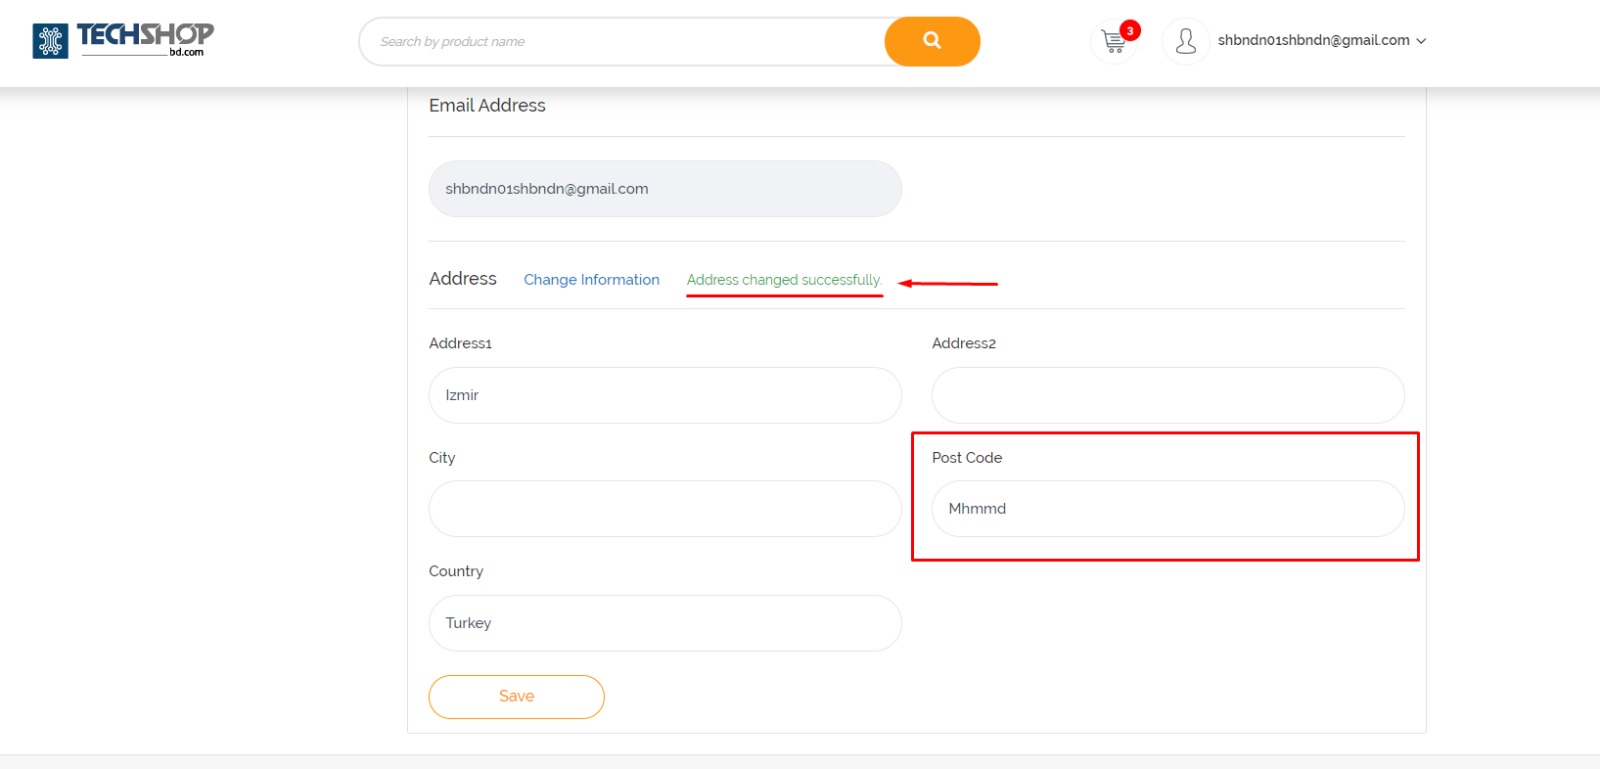 TECHSHOP
bd.com
Search by product name
3
shbndn01shbndn@gmail.com
Email Address
shbndn01shbndn@gmail.com
Address Change Information Address changed successfully.
Address1 Address2
Izmir
City Post Code
Mhmmd
Country
Turkey
Save